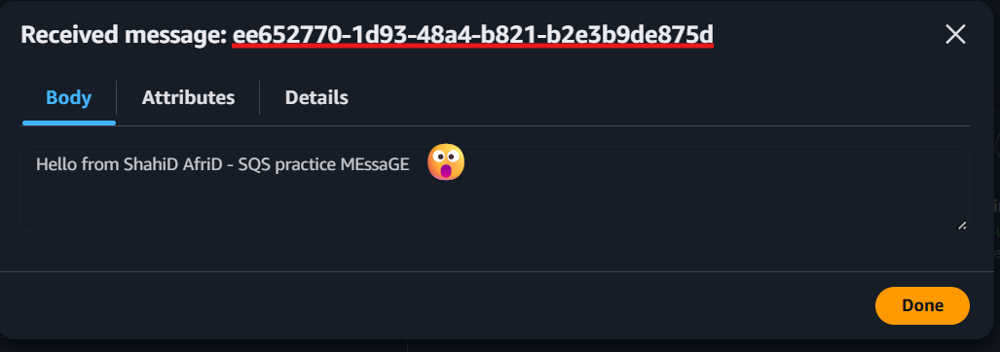 Received message: ee652770-1d93-48a4-b821-b2e3b9de875d
Body Attributes Details
Hello from ShahiD AfriD - SQS practice MEssaGE 😲
Done